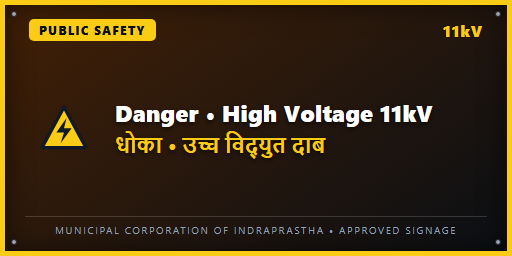 PUBLIC SAFETY
11kV
Danger • High Voltage 11kV
धोका • उच्च विद्युत दाब
MUNICIPAL CORPORATION OF INDRAPRASTHA • APPROVED SIGNAGE